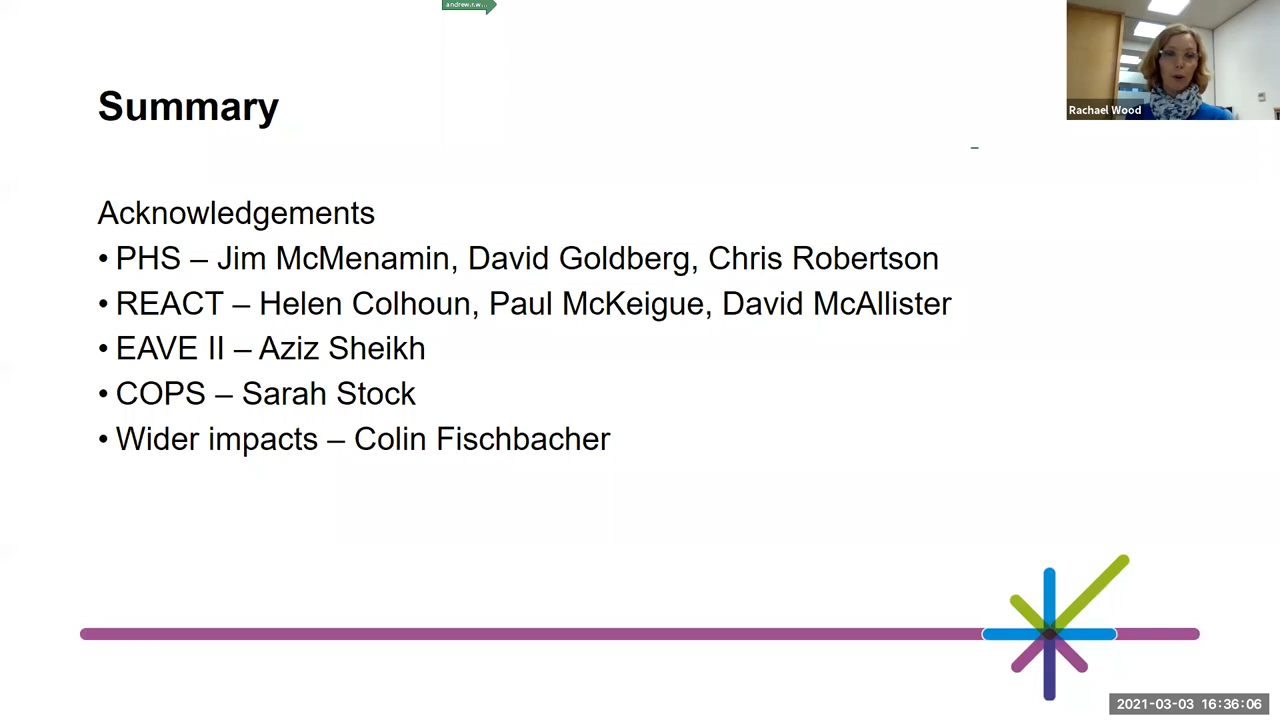 andrew.r.w...
Summary
Rachael Wood
Acknowledgements
• PHS – Jim McMenamin, David Goldberg, Chris Robertson
• REACT – Helen Colhoun, Paul McKeigue, David McAllister
• EAVE II – Aziz Sheikh
• COPS – Sarah Stock
• Wider impacts – Colin Fischbacher
2021-03-03 16:36:06